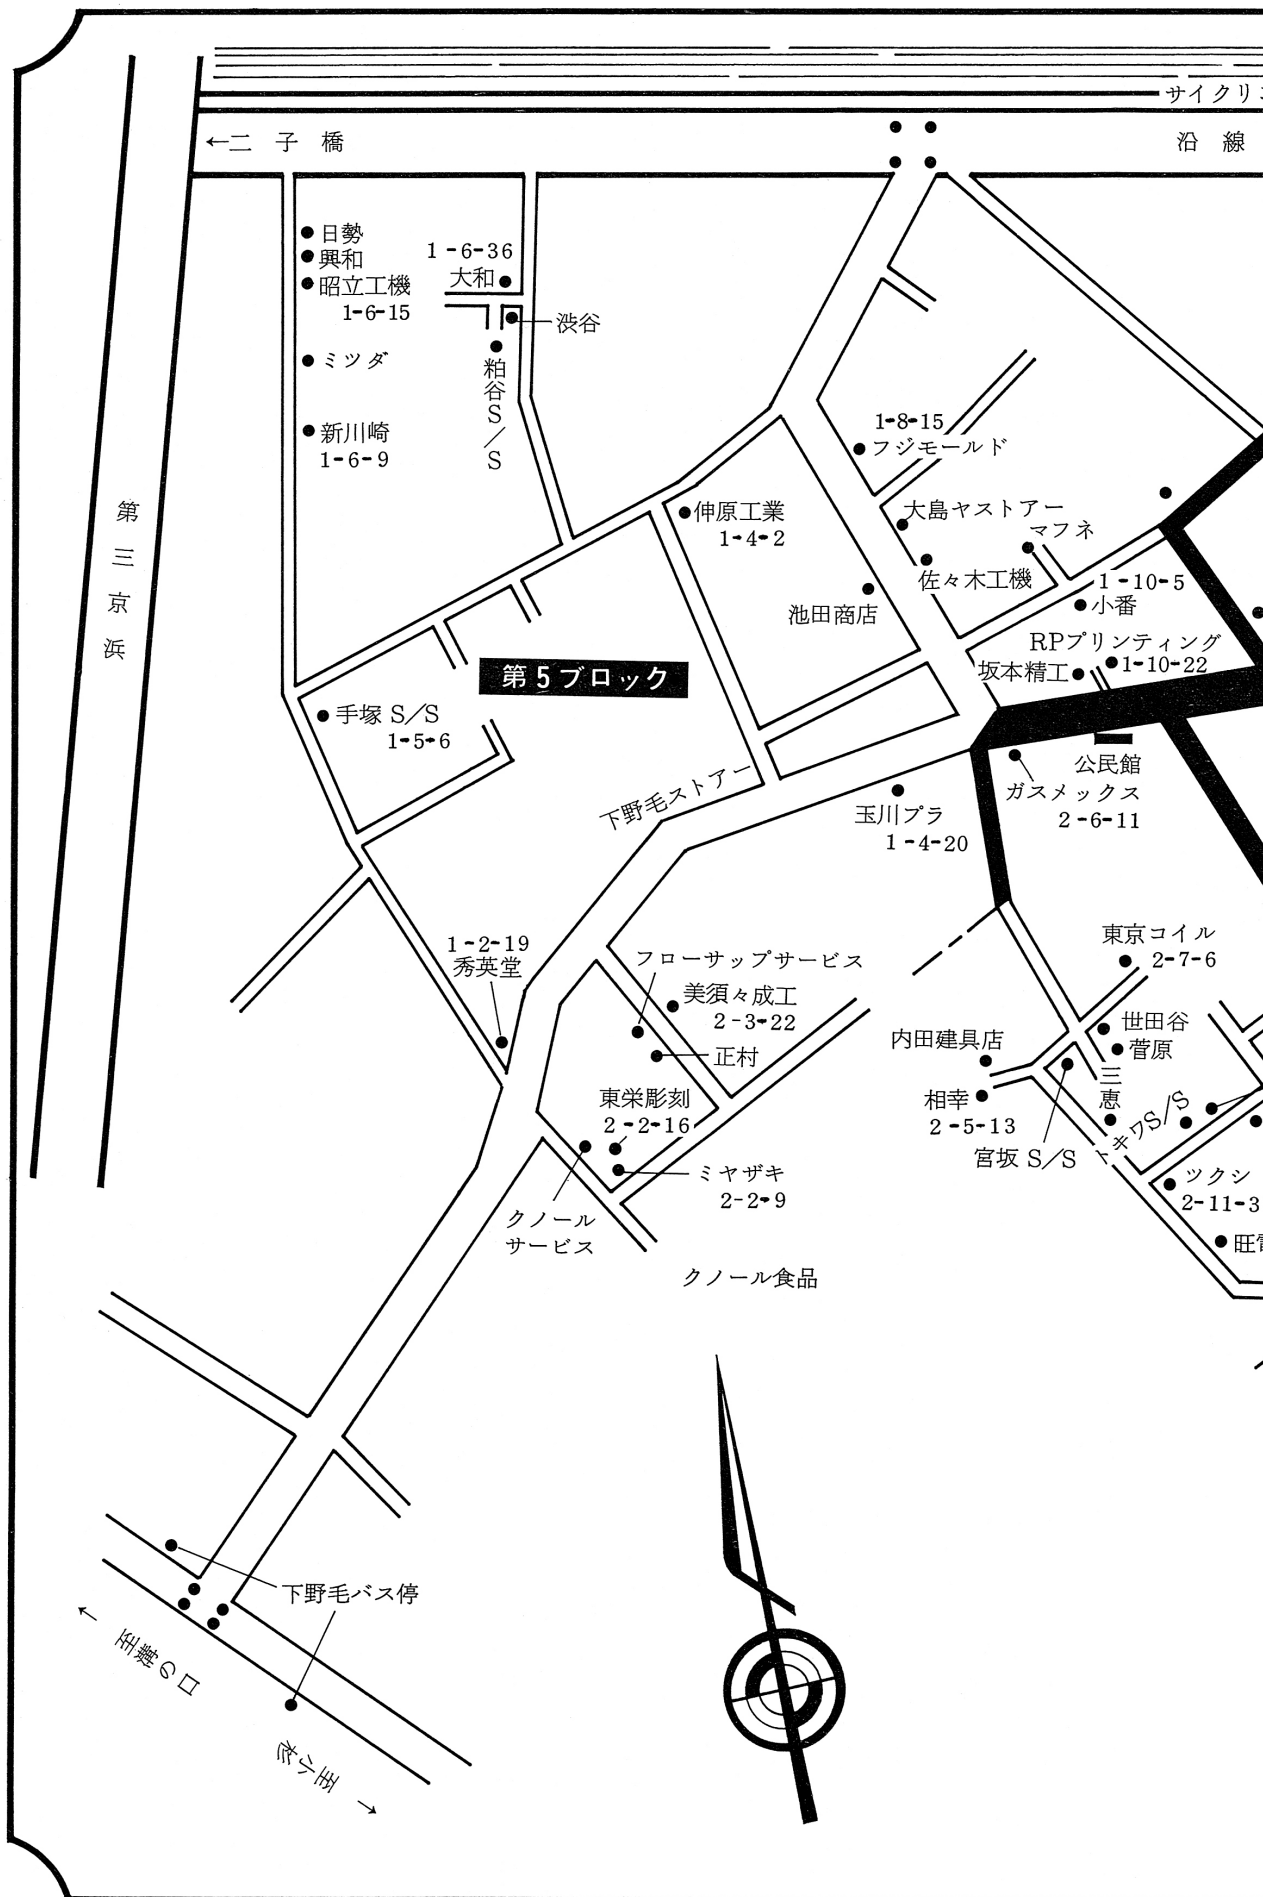 サイクリ
←二子橋
沿線
日勢
興和
昭立工機
1-6-15
1-6-36
大和
渋谷
ミツダ
粕谷S/S
新川崎
1-6-9
第三京浜
1-8-15
フジモールド
伸原工業
1-4-2
大島ヤストアー
マフネ
佐々木工機
池田商店
1-10-5
小番
RPプリンティング
1-10-22
坂本精工
第5ブロック
手塚 S/S
1-5-6
公民館
ガスメックス
2-6-11
下野毛ストアー
玉川プラ
1-4-20
1-2-19
秀英堂
フローサップサービス
美須々成工
2-3-22
正村
東京コイル
2-7-6
世田谷
菅原
内田建具店
三恵
相幸
2-5-13
宮坂 S/S
トキワS/S
東栄彫刻
2-2-16
ミヤザキ
2-2-9
ツクシ
2-11-3
クノール
サービス
旺
クノール食品
下野毛バス停
←至溝の口
至小杉→